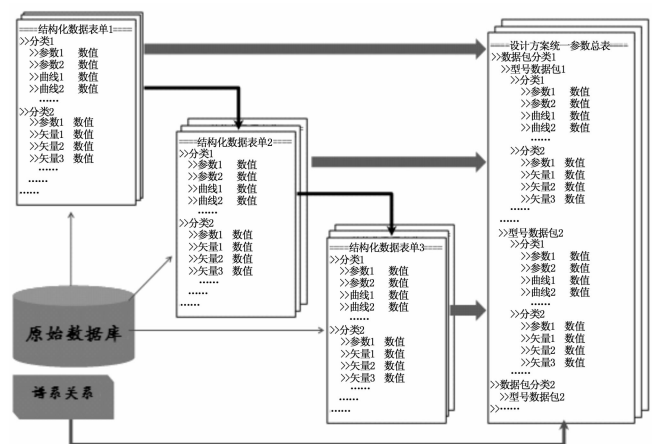 ====结构化数据表单1====
>>分类1
>>参数1 数值
>>参数2 数值
>>曲线1 数值
>>曲线2 数值
……
>>分类2
>>参数1 数值
>>矢量1 数值
>>矢量2 数值
>>矢量3 数值
……
……
……
====结构化数据表单2====
>>分类1
>>参数1 数值
>>参数2 数值
>>曲线1 数值
>>曲线2 数值
……
>>分类2
>>参数1 数值
>>矢量1 数值
>>矢量2 数值
>>矢量3 数值
……
……
……
====结构化数据表单3====
>>分类1
>>参数1 数值
>>参数2 数值
>>曲线1 数值
>>曲线2 数值
……
>>分类2
>>参数1 数值
>>矢量1 数值
>>矢量2 数值
>>矢量3 数值
……
……
……
====设计方案统一参数总表====
>>数据包分类1
>>型号数据包1
>>分类1
>>参数1 数值
>>参数2 数值
>>曲线1 数值
>>曲线2 数值
……
>>分类2
>>参数1 数值
>>矢量1 数值
>>矢量2 数值
>>矢量3 数值
……
……
>>型号数据包2
>>分类1
>>参数1 数值
>>参数2 数值
>>曲线1 数值
>>曲线2 数值
……
>>分类2
>>参数1 数值
>>矢量1 数值
>>矢量2 数值
>>矢量3 数值
……
>>数据包分类2
>>型号数据包2
>>……
原始数据库
谱系关系